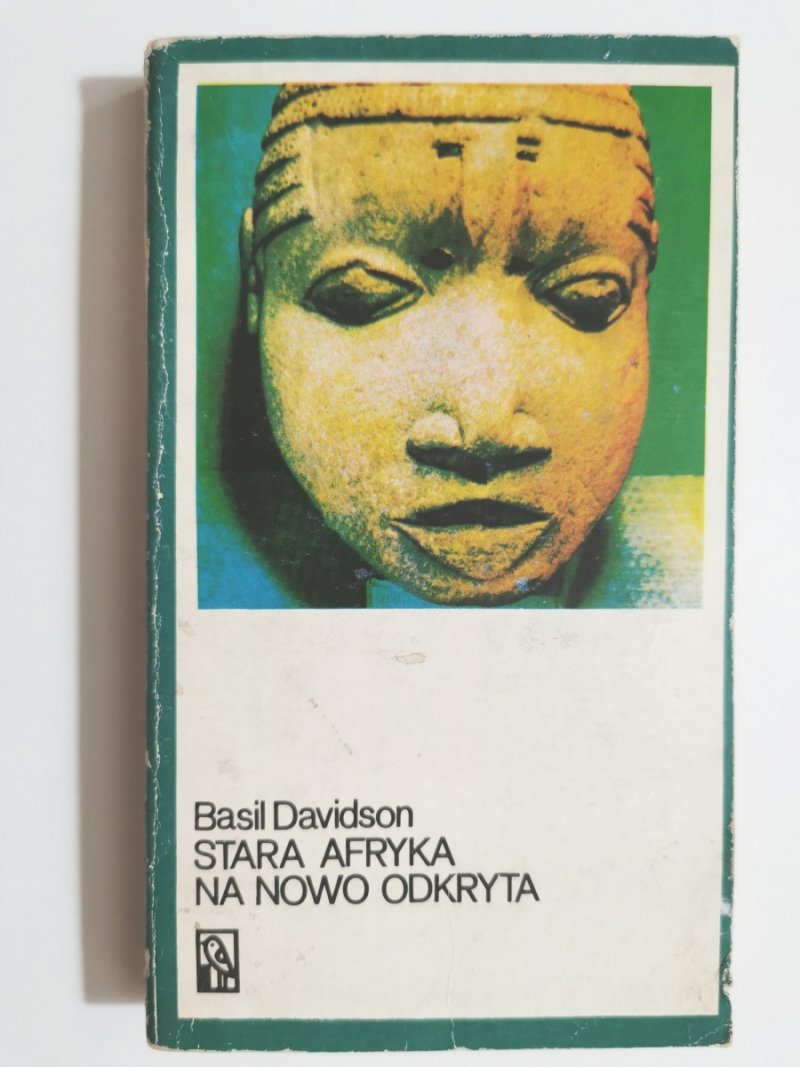 Basil Davidson
STARA AFRYKA
NA NOWO ODKRYTA